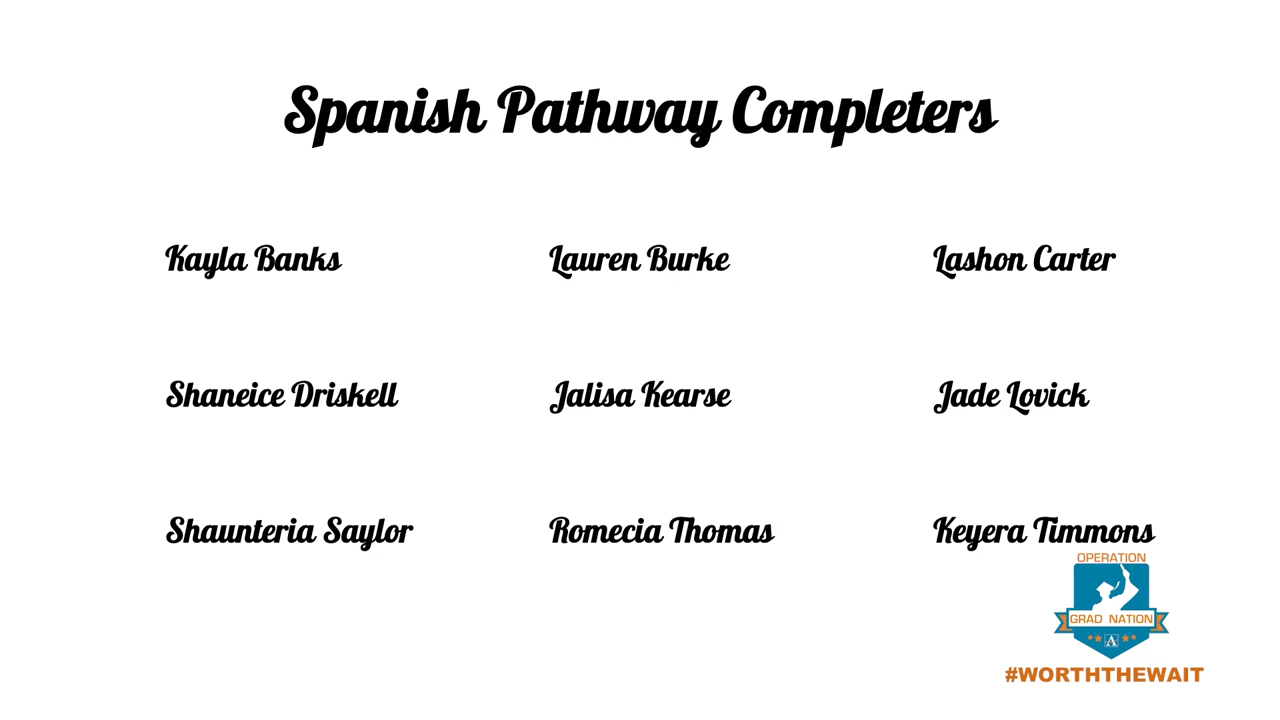 Spanish Pathway Completers
Kayla Banks Lauren Burke Lashon Carter
Shaneice Driskell Jalisa Kearse Jade Lovick
Shaunteria Saylor Romecia Thomas Keyera Timmons
OPERATION
GRAD NATION
A
#WORTHTHEWAIT